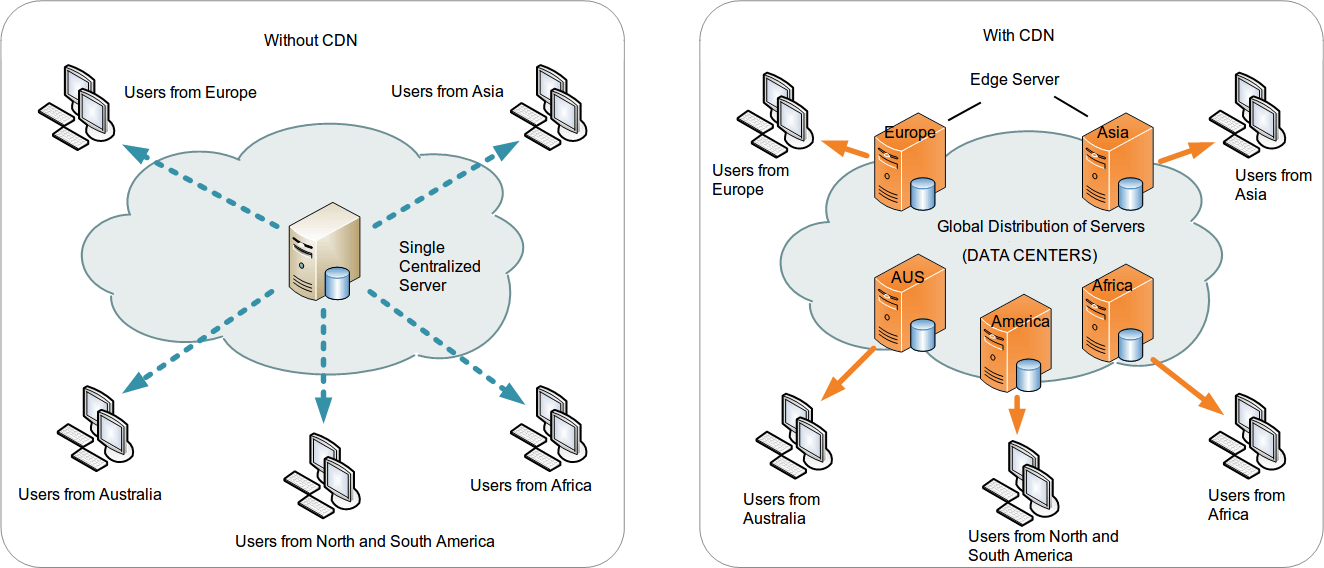 Without CDN
Users from Europe
Users from Asia
Single
Centralized
Server
Users from Australia
Users from Africa
Users from North and South America
With CDN
Edge Server
Europe
Asia
Users from
Europe
Users from
Asia
Global Distribution of Servers
(DATA CENTERS)
AUS
Africa
America
Users from
Australia
Users from
Africa
Users from North and
South America